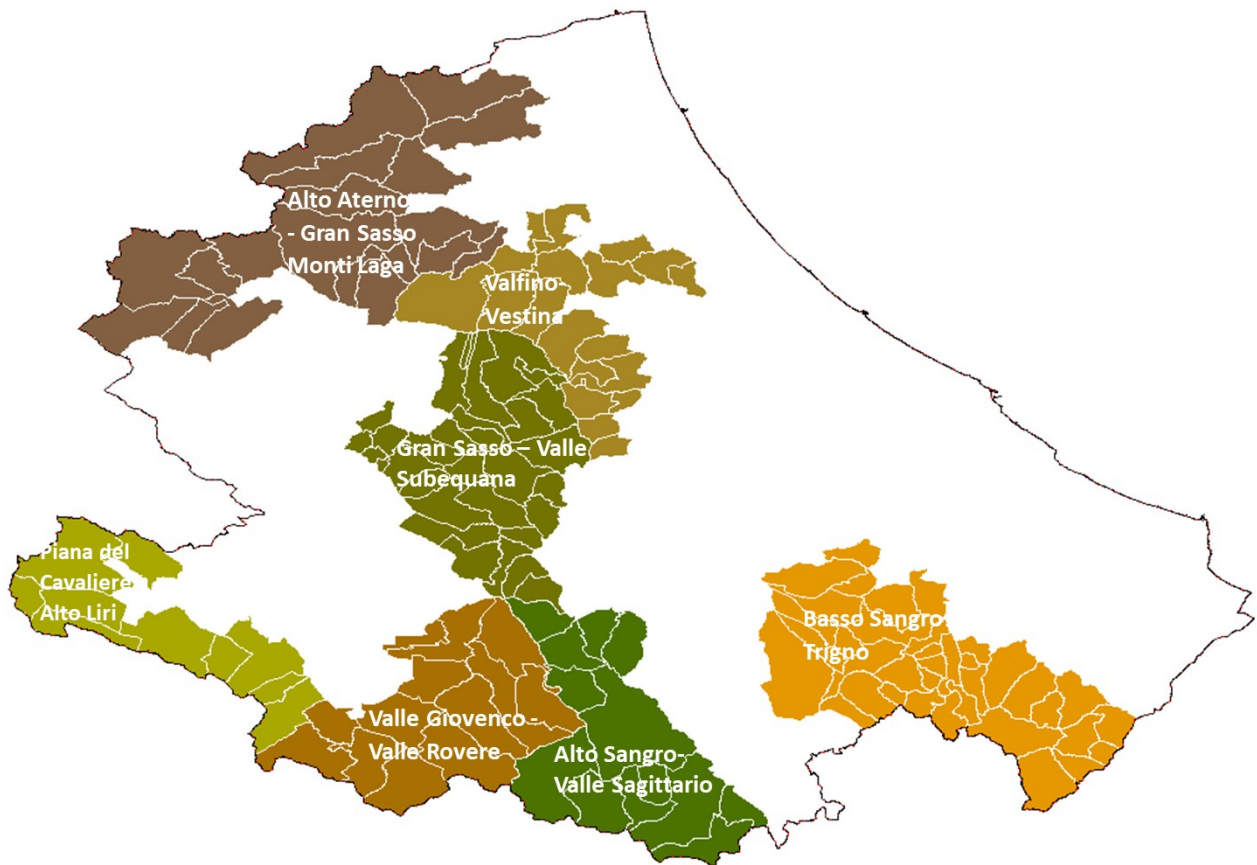 Alto Aterno
- Gran Sasso
Monti Laga
Valfino-
Vestina
Gran Sasso – Valle
Subequana
Piana del
Cavaliere
Alto Liri
Basso Sangro
Trigno
Valle Giovenco -
Valle Rovere
Alto Sangro-
Valle Sagittario